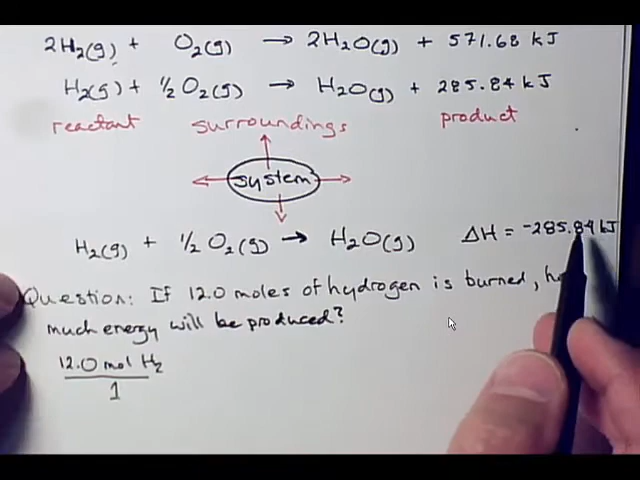 2H₂(g) + O₂(g) → 2H₂O(g) + 571.68 kJ
H₂(g) + ½ O₂(g) → H₂O(g) + 285.84 kJ
reactant surroundings product
system
H₂(g) + ½ O₂(g) → H₂O(g) ΔH = -285.84 kJ
Question: If 12.0 moles of hydrogen is burned,
much energy will be produced?
12.0 mol H₂
1